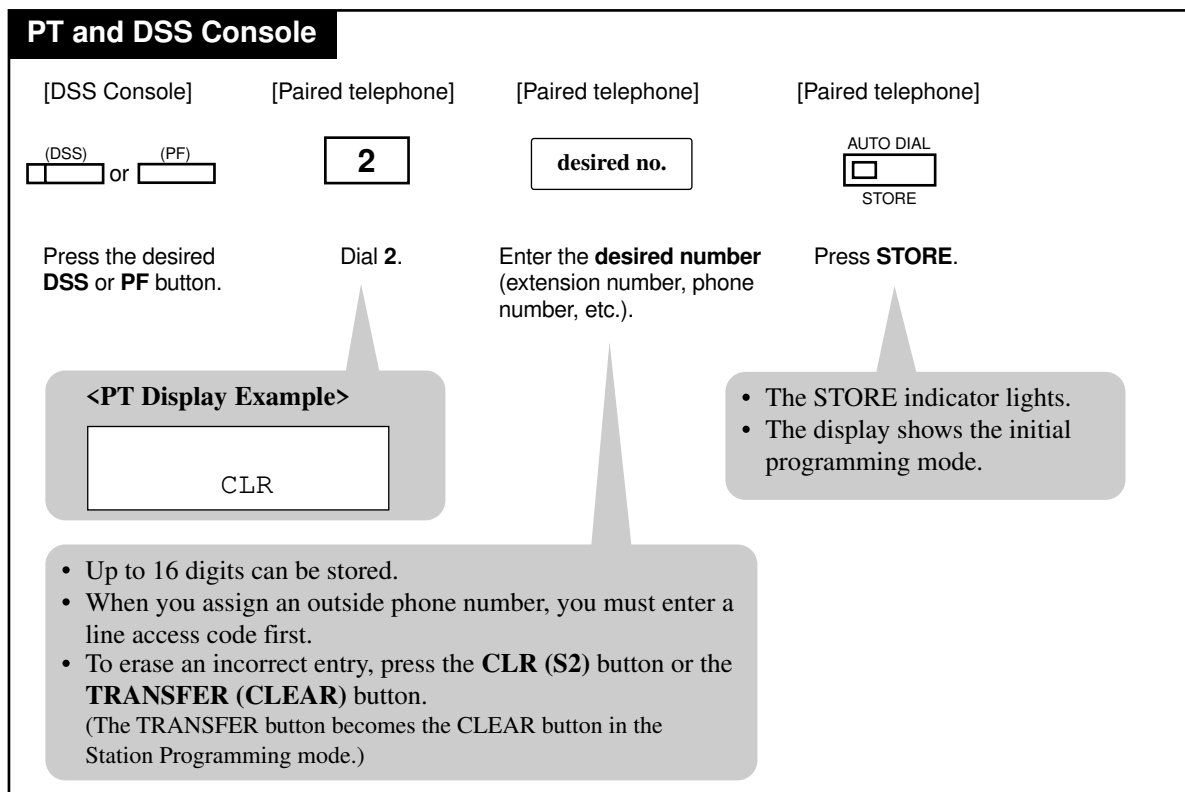 PT and DSS Console
[DSS Console] [Paired telephone] [Paired telephone] [Paired telephone]
(DSS) or (PF)
2
desired no.
AUTO DIAL
STORE
Press the desired
DSS or PF button.
Dial 2.
Enter the desired number
(extension number, phone
number, etc.).
Press STORE.
<PT Display Example>
CLR
• The STORE indicator lights.
• The display shows the initial
programming mode.
• Up to 16 digits can be stored.
• When you assign an outside phone number, you must enter a
line access code first.
• To erase an incorrect entry, press the CLR (S2) button or the
TRANSFER (CLEAR) button.
(The TRANSFER button becomes the CLEAR button in the
Station Programming mode.)